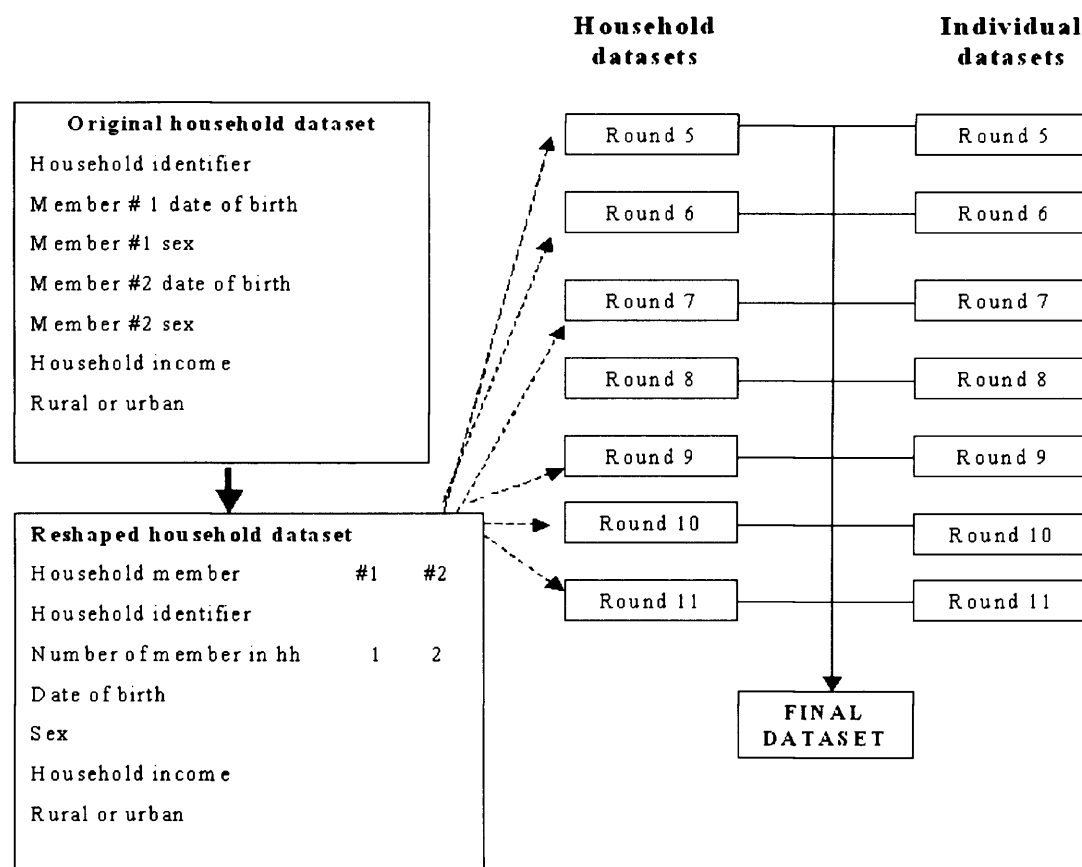 Household
datasets
Individual
datasets
Original household dataset
Household identifier
Member # 1 date of birth
Member #1 sex
Member #2 date of birth
Member #2 sex
Household income
Rural or urban
Reshaped household dataset
Household member #1 #2
Household identifier
Number of member in hh 1 2
Date of birth
Sex
Household income
Rural or urban
Round 5
Round 5
Round 6
Round 6
Round 7
Round 7
Round 8
Round 8
Round 9
Round 9
Round 10
Round 10
Round 11
Round 11
FINAL
DATASET